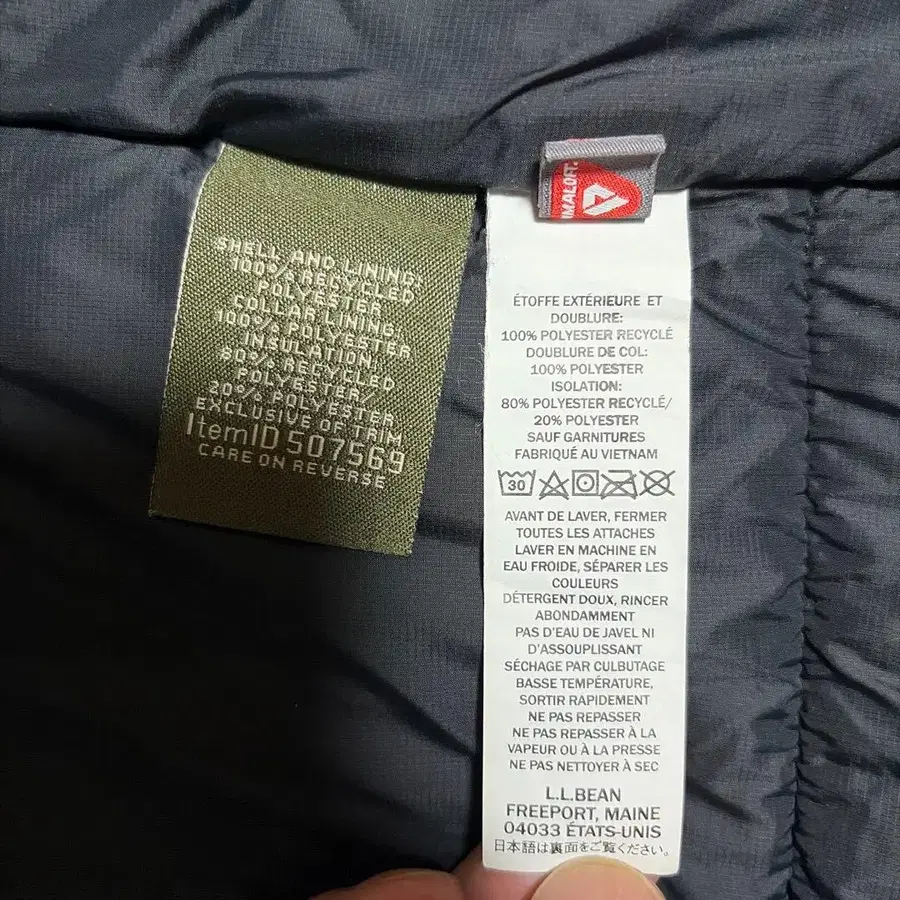 SHELL AND LINING:
100% RECYCLED
POLYESTER
COLLAR LINING:
100% POLYESTER
INSULATION:
80% RECYCLED
POLYESTER/
20% POLYESTER
EXCLUSIVE OF TRIM
ItemID 507569
CARE ON REVERSE
ÉTOFFE EXTÉRIEURE ET
DOUBLURE:
100% POLYESTER RECYCLÉ
DOUBLURE DE COL:
100% POLYESTER
ISOLATION:
80% POLYESTER RECYCLÉ/
20% POLYESTER
SAUF GARNITURES
FABRIQUÉ AU VIETNAM
30
AVANT DE LAVER, FERMER
TOUTES LES ATTACHES
LAVER EN MACHINE EN
EAU FROIDE, SÉPARER LES
COULEURS
DÉTERGENT DOUX, RINCER
ABONDAMMENT
PAS D'EAU DE JAVEL NI
D'ASSOUPLISSANT
SÉCHAGE PAR CULBUTAGE
BASSE TEMPÉRATURE,
SORTIR RAPIDEMENT
NE PAS REPASSER
NE PAS REPASSER À LA
VAPEUR OU À LA PRESSE
NE PAS NETTOYER À SEC
L.L.BEAN
FREEPORT, MAINE
04033 ÉTATS-UNIS
日本語は裏面をご覧ください。